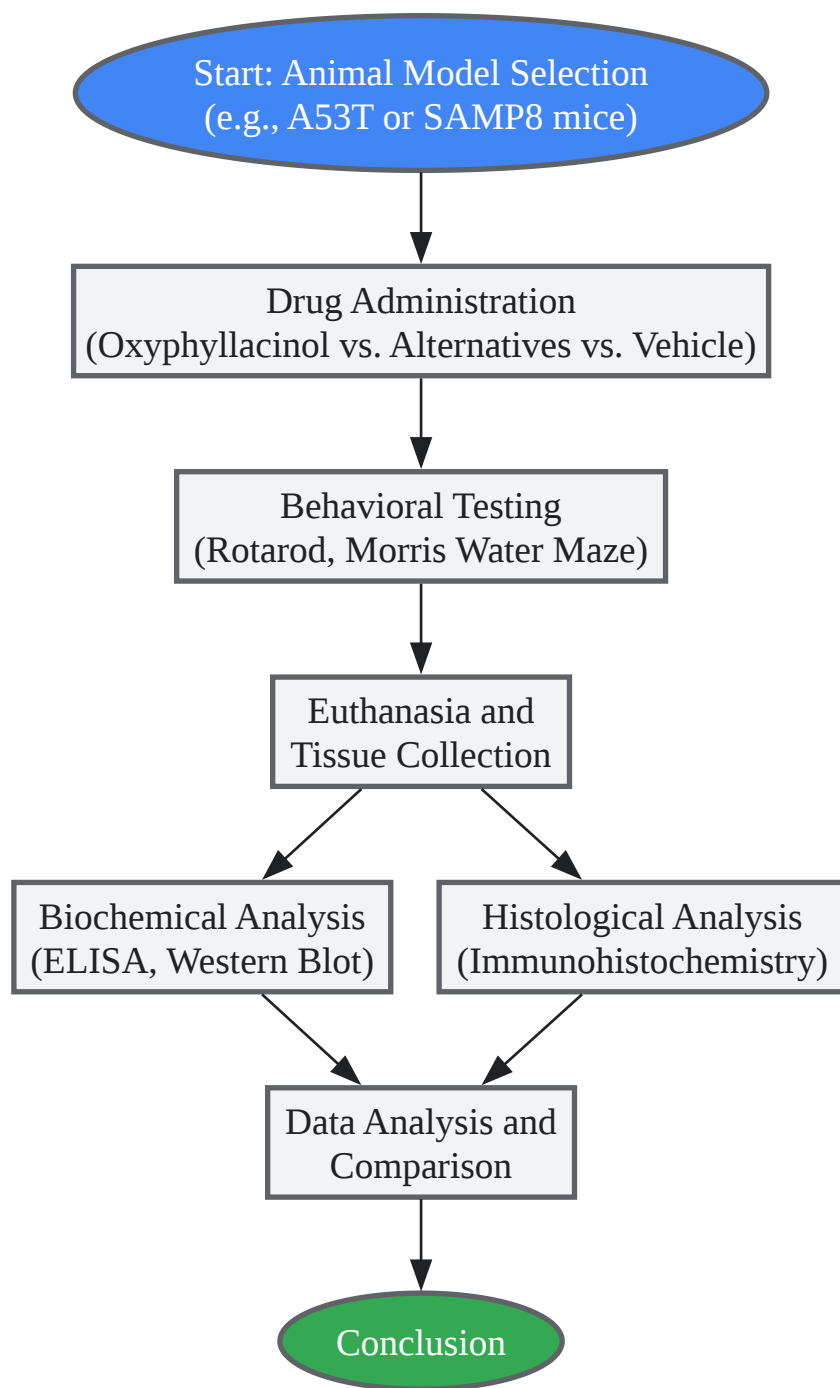 Start: Animal Model Selection
(e.g., A53T or SAMP8 mice)
Drug Administration
(Oxyphyllacinol vs. Alternatives vs. Vehicle)
Behavioral Testing
(Rotarod, Morris Water Maze)
Euthanasia and
Tissue Collection
Biochemical Analysis
(ELISA, Western Blot)
Histological Analysis
(Immunohistochemistry)
Data Analysis and
Comparison
Conclusion